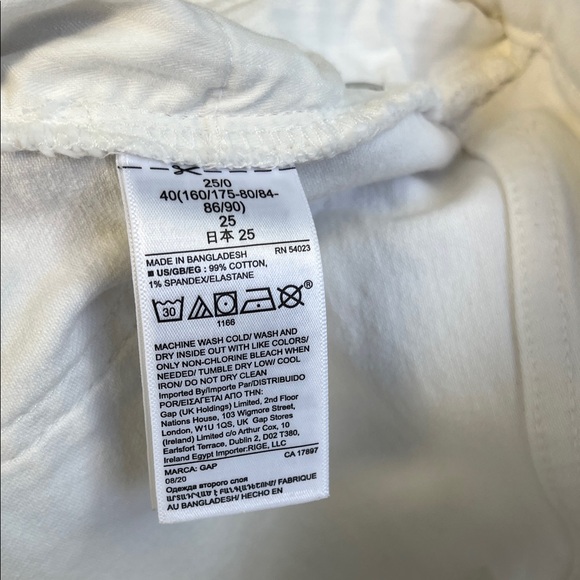 25/0
40(160/175-80/84-
86/90)
25
日本 25
MADE IN BANGLADESH RN 54023
■ US/GB/EG : 99% COTTON,
1% SPANDEX/ELASTANE
30 ®
1166
MACHINE WASH COLD/ WASH AND
DRY INSIDE OUT WITH LIKE COLORS/
ONLY NON-CHLORINE BLEACH WHEN
NEEDED/ TUMBLE DRY LOW/ COOL
IRON/ DO NOT DRY CLEAN
Imported By/Importe Par/DISTRIBUIDO
POR/ΕΙΣΑΓΕΤΑΙ ΑΠΟ ΤΗΝ:
Gap (UK Holdings) Limited, 2nd Floor
Nations House, 103 Wigmore Street,
London, W1U 1QS, UK Gap Stores
(Ireland) Limited c/o Arthur Cox, 10
Earlsfort Terrace, Dublin 2, D02 T380,
Ireland Egypt Importer:RIGE, LLC
MARCA: GAP CA 17897
08/20
Одежда второго слоя
ԱՐՏԱԴՐՎԱԾ Է ԲԱՆԳԼԱԴԵՇՈՒՄ/ FABRIQUE
AU BANGLADESH/ HECHO EN